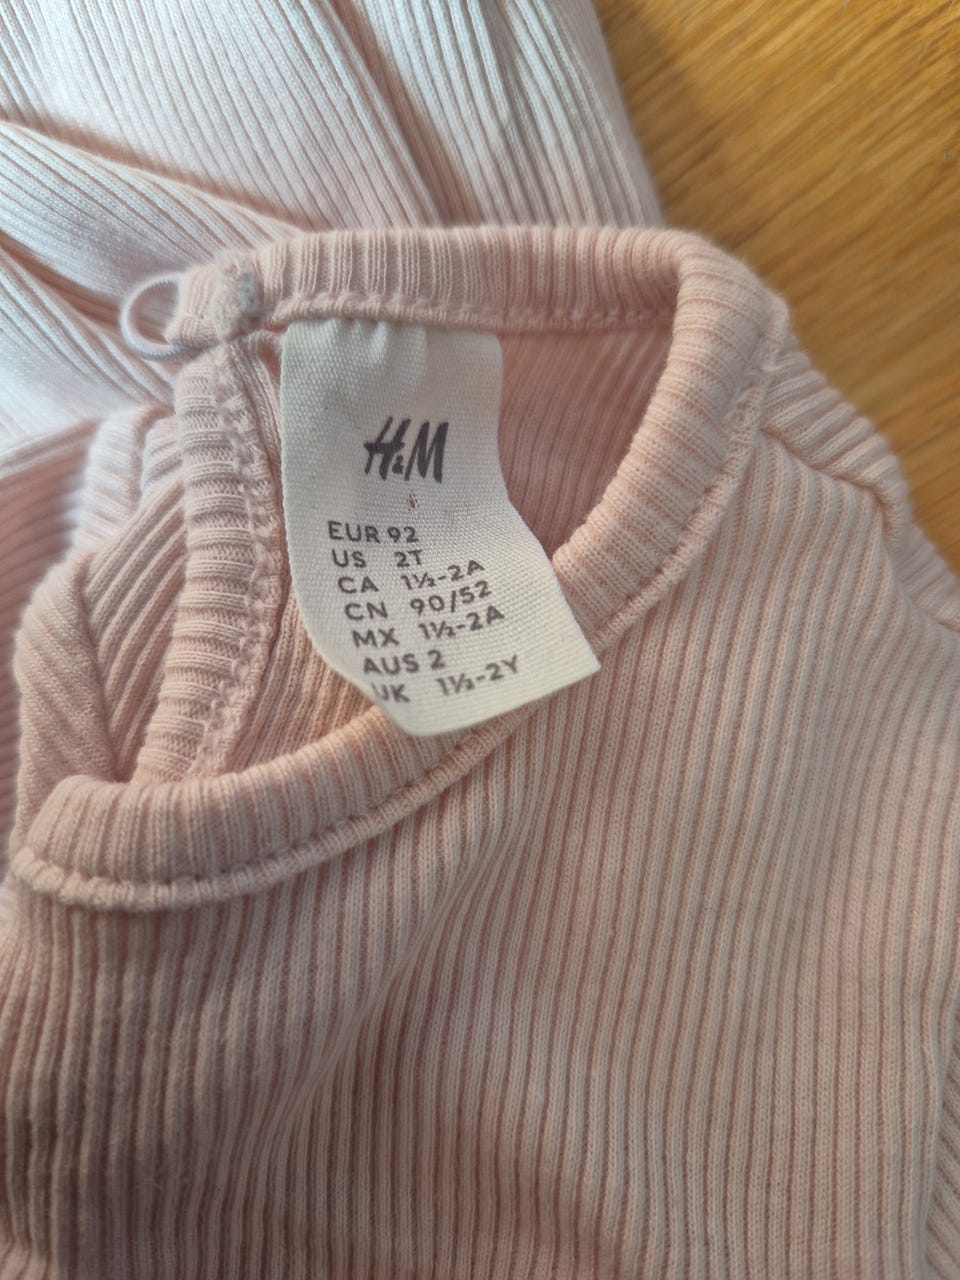 H&M
EUR 92
US 2T
CA 1½-2A
CN 90/52
MX 1½-2A
AUS 2
UK 1½-2Y